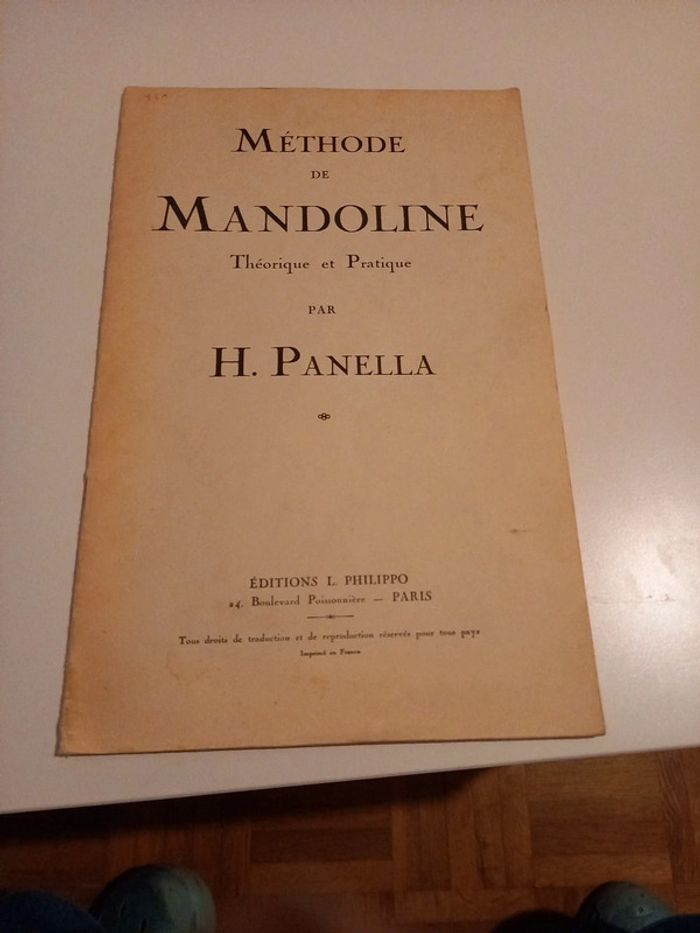 MÉTHODE
DE
MANDOLINE
Théorique et Pratique
PAR
H. PANELLA
ÉDITIONS L. PHILIPPO
24, Boulevard Poissonnière — PARIS
Tous droits de traduction et de reproduction réservés pour tous pays
Imprimé en France